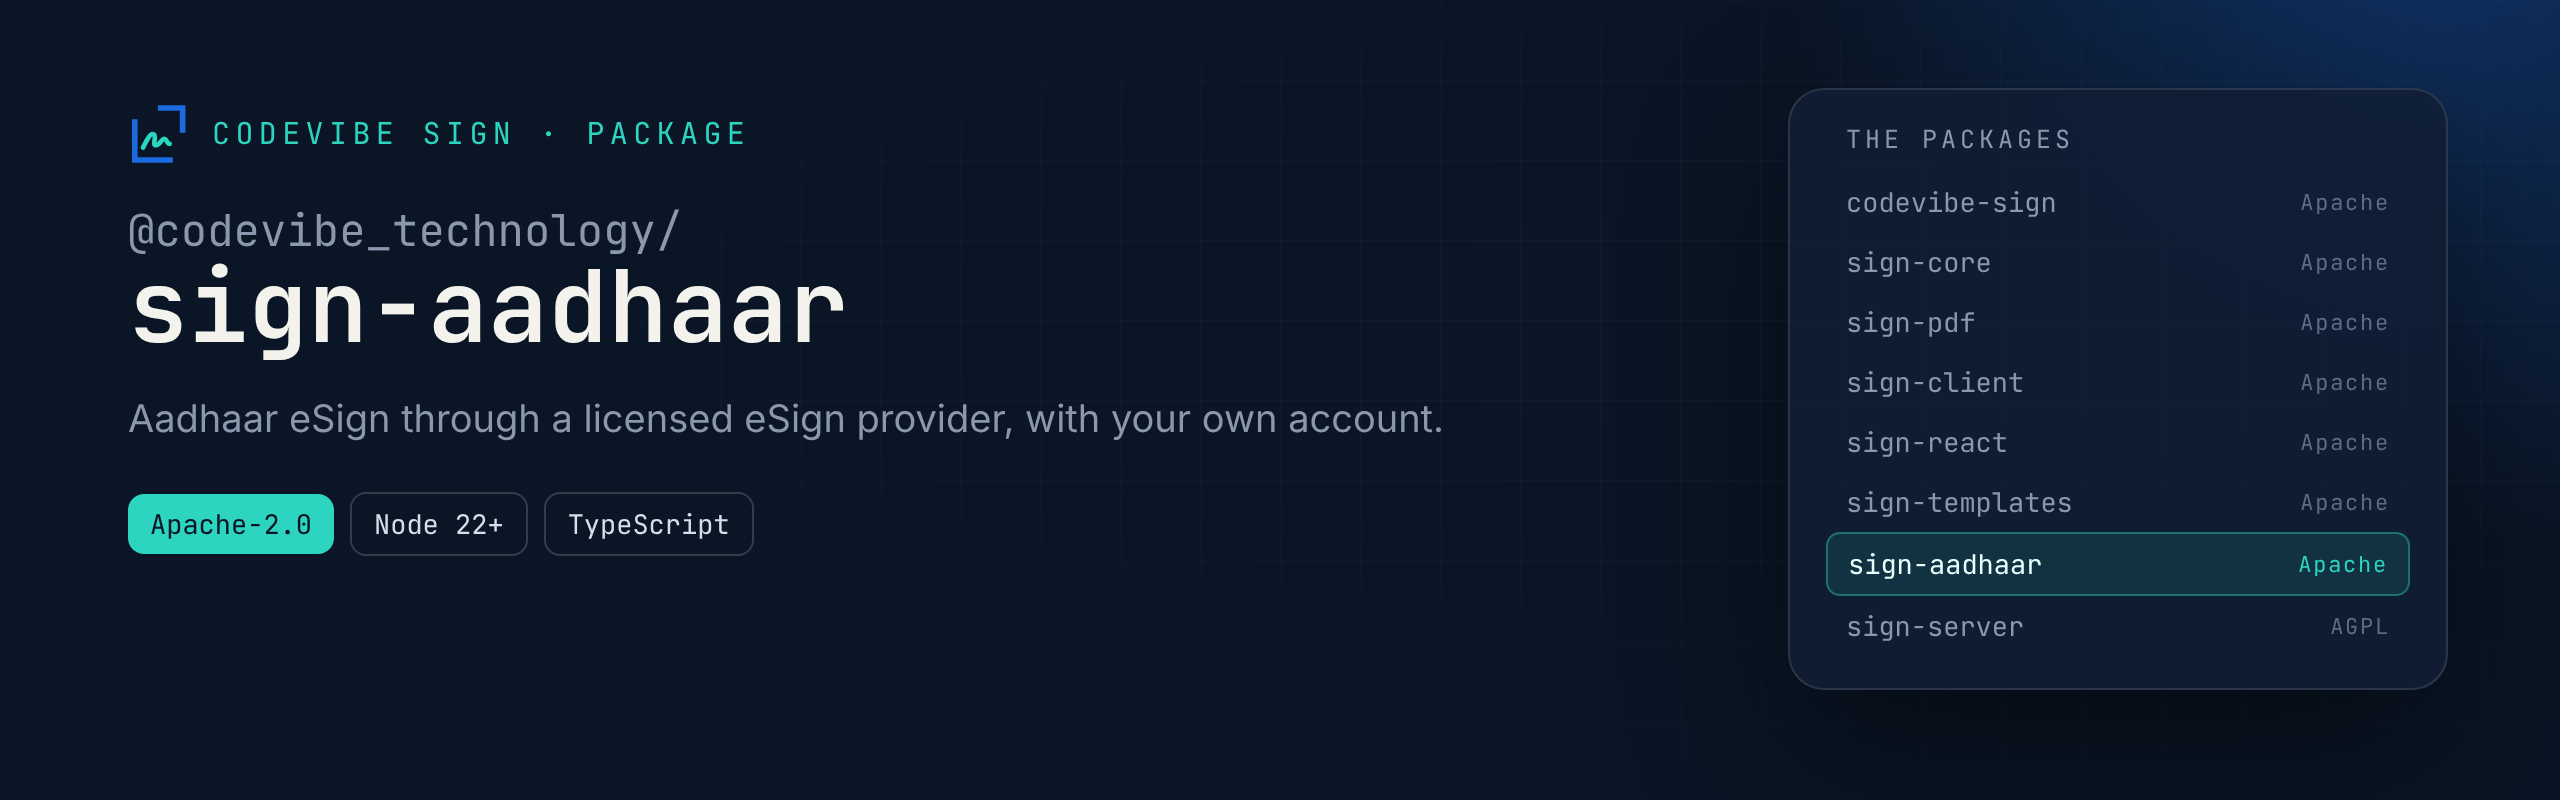 CODEVIBE SIGN · PACKAGE
@codevibe_technology/
sign-aadhaar
Aadhaar eSign through a licensed eSign provider, with your own account.
Apache-2.0 Node 22+ TypeScript
THE PACKAGES
codevibe-sign Apache
sign-core Apache
sign-pdf Apache
sign-client Apache
sign-react Apache
sign-templates Apache
sign-aadhaar Apache
sign-server AGPL